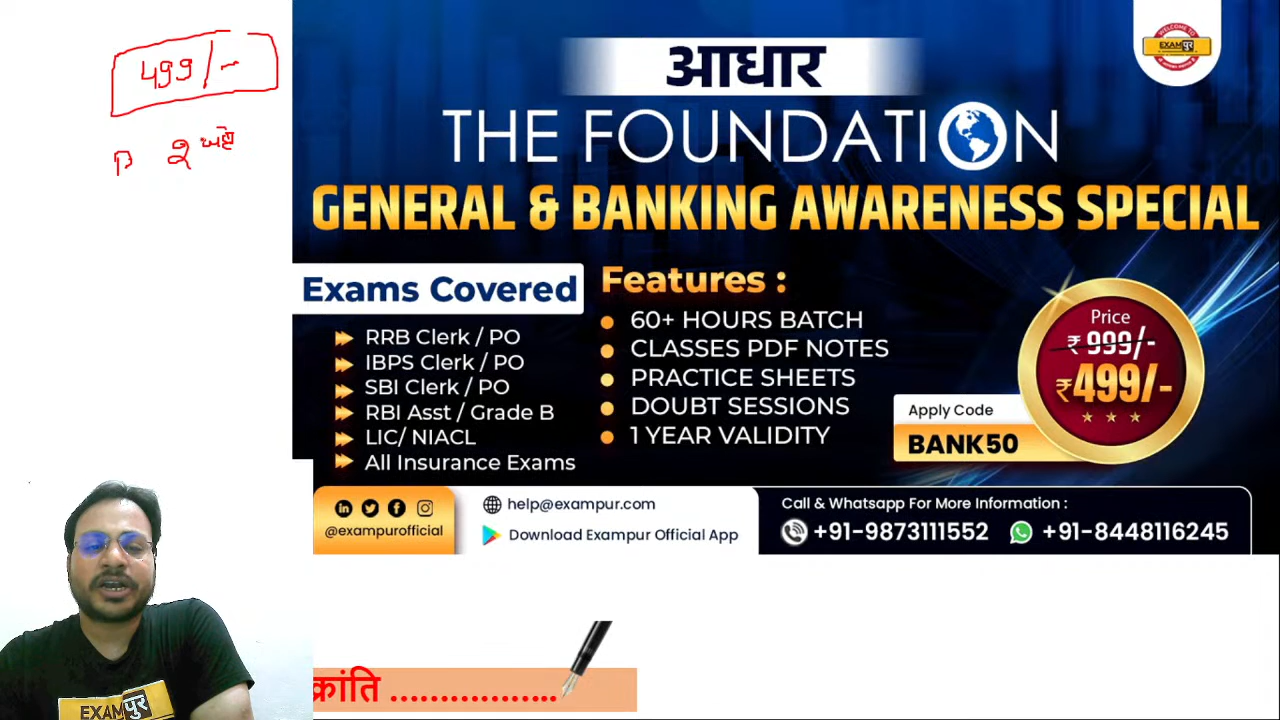 499/-
2
WELCOME TO
EXAMपुर
आधार
THE FOUNDATION
GENERAL & BANKING AWARENESS SPECIAL
Exams Covered
RRB Clerk / PO
IBPS Clerk / PO
SBI Clerk / PO
RBI Asst / Grade B
LIC/ NIACL
All Insurance Exams
Features :
60+ HOURS BATCH
CLASSES PDF NOTES
PRACTICE SHEETS
DOUBT SESSIONS
1 YEAR VALIDITY
Price
₹ 999/-
₹499/-
Apply Code
BANK50
@exampurofficial
help@exampur.com
Download Exampur Official App
Call & Whatsapp For More Information :
+91-9873111552
+91-8448116245
क्रांति ..................
EXAMपुर